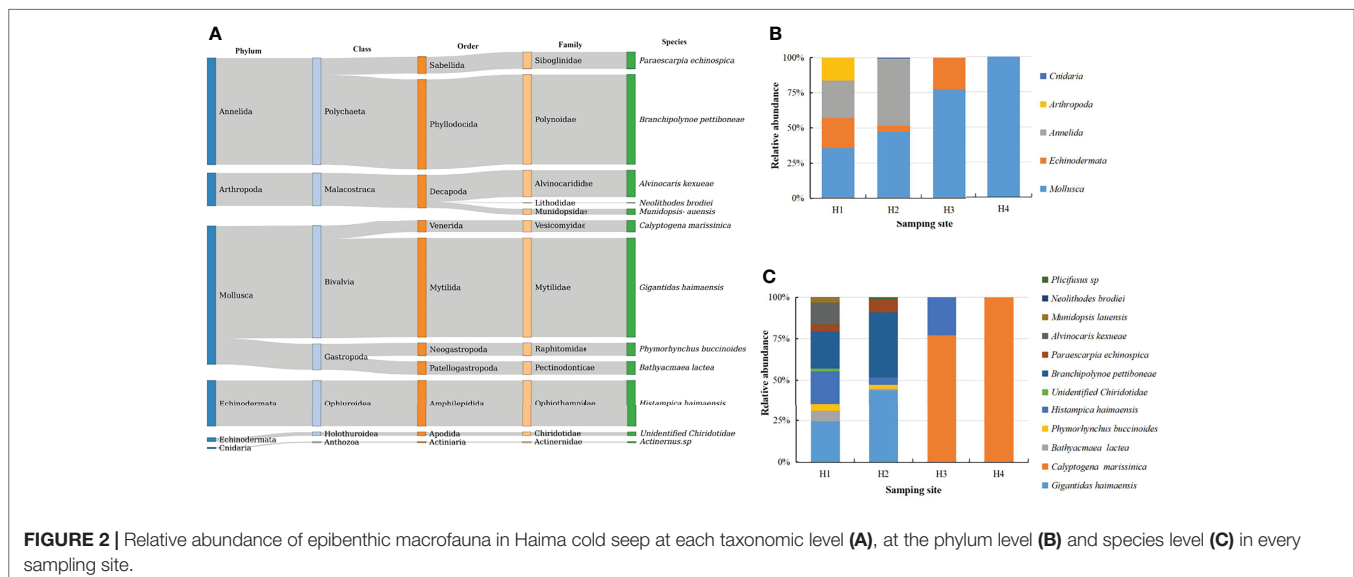 A
Phylum Class Order Family Species
Sabellida Siboglinidae Paraescarpia echinospica
Annelida Polychaeta Phyllodocida Polynoidae Branchipolynoe pettiboneae
Arthropoda Malacostraca Decapoda Alvinocarididae Alvinocaris kexueae
Lithodidae Neolithodes brodiei
Munidopsidae Munidopsis- auensis
Venerida Vesicomyidae Calyptogena marissinica
Mollusca Bivalvia Mytilida Mytilidae Gigantidas haimaensis
Gastropoda Neogastropoda Raphitomidae Phymorhynchus buccinoides
Patellogastropoda Pectinodonticae Bathyacmaea lactea
Echinodermata Ophiuroidea Amphilepidida Ophiothamnidae Histampica haimaensis
Echinodermata Holothuroidea Apodida Chiridotidae Unidentified Chiridotidae
Cnidaria Anthozoa Actiniaria Actinernidae Actinernus.sp
B
Relative abundance
100%
75%
50%
25%
0%
H1 H2 H3 H4
Samping site
Cnidaria
Arthropoda
Annelida
Echinodermata
Mollusca
C
Relative abundance
100%
75%
50%
25%
0%
H1 H2 H3 H4
Samping site
Plicifusus sp
Neolithodes brodiei
Munidopsis lauensis
Alvinocaris kexueae
Paraescarpia echinospica
Branchipolynoe pettiboneae
Unidentified Chiridotidae
Histampica haimaensis
Phymorhynchus buccinoides
Bathyacmaea lactea
Calyptogena marissinica
Gigantidas haimaensis
FIGURE 2 | Relative abundance of epibenthic macrofauna in Haima cold seep at each taxonomic level (A), at the phylum level (B) and species level (C) in every
sampling site.